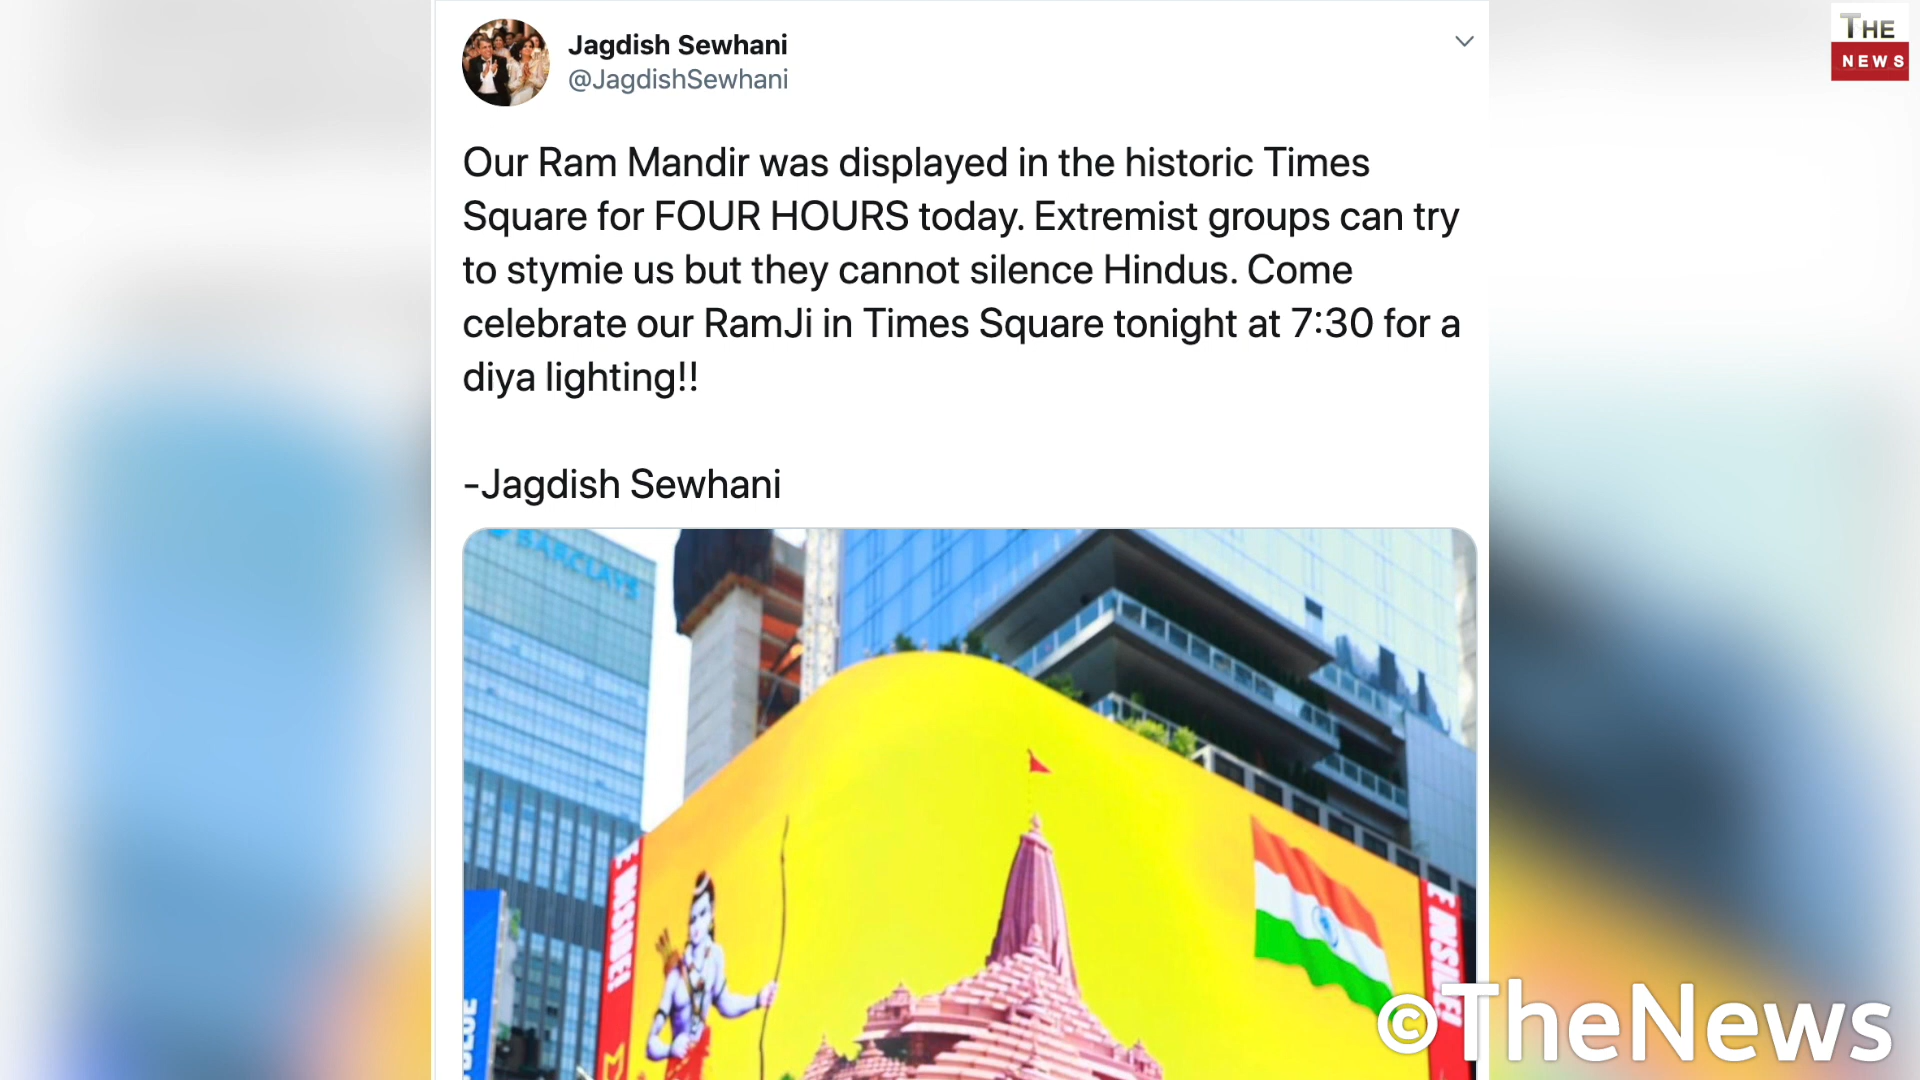 THE
NEWS
Jagdish Sewhani
@JagdishSewhani
Our Ram Mandir was displayed in the historic Times
Square for FOUR HOURS today. Extremist groups can try
to stymie us but they cannot silence Hindus. Come
celebrate our RamJi in Times Square tonight at 7:30 for a
diya lighting!!
-Jagdish Sewhani
BARCLAYS
E INSIDE!
E INSIDE!
©TheNews